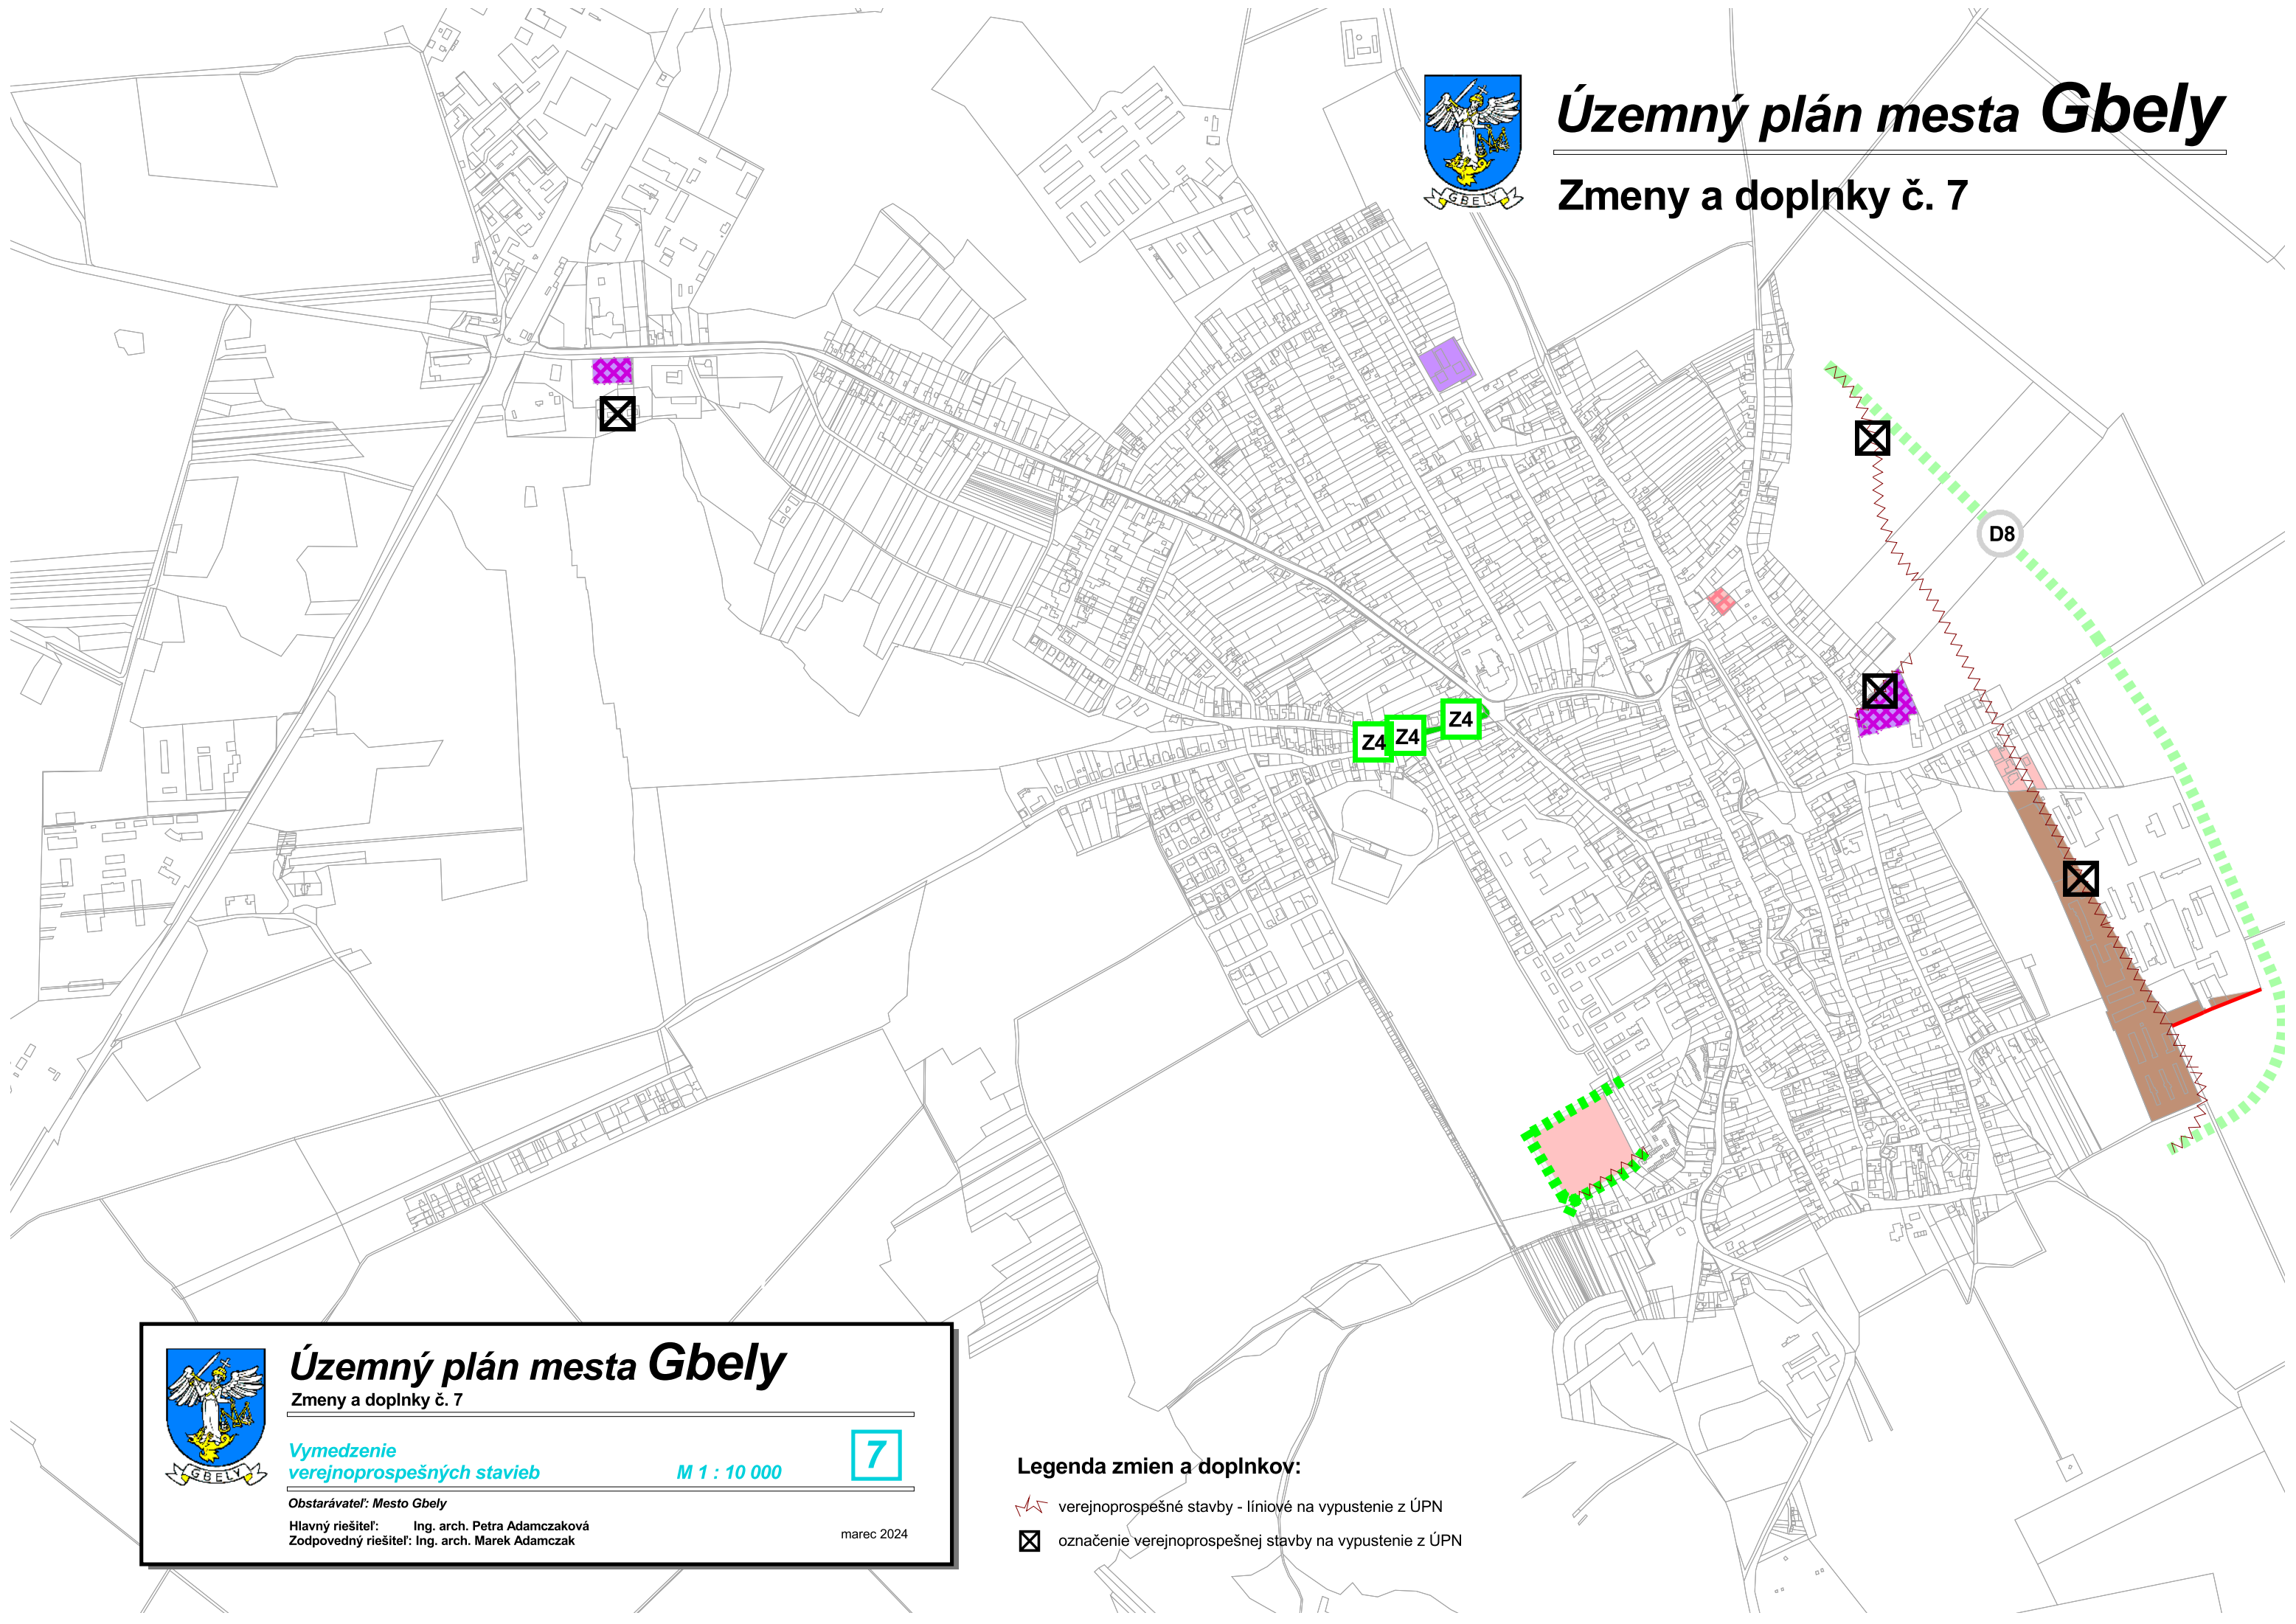 Územný plán mesta Gbely
Zmeny a doplnky č. 7
GBELY
D8
Z4
Z4
Z4
Územný plán mesta Gbely
Zmeny a doplnky č. 7
GBELY
Vymedzenie
verejnoprospešných stavieb M 1 : 10 000
7
Obstarávateľ: Mesto Gbely
Hlavný riešiteľ: Ing. arch. Petra Adamczaková
Zodpovedný riešiteľ: Ing. arch. Marek Adamczak
marec 2024
Legenda zmien a doplnkov:
verejnoprospešné stavby - líniové na vypustenie z ÚPN
označenie verejnoprospešnej stavby na vypustenie z ÚPN